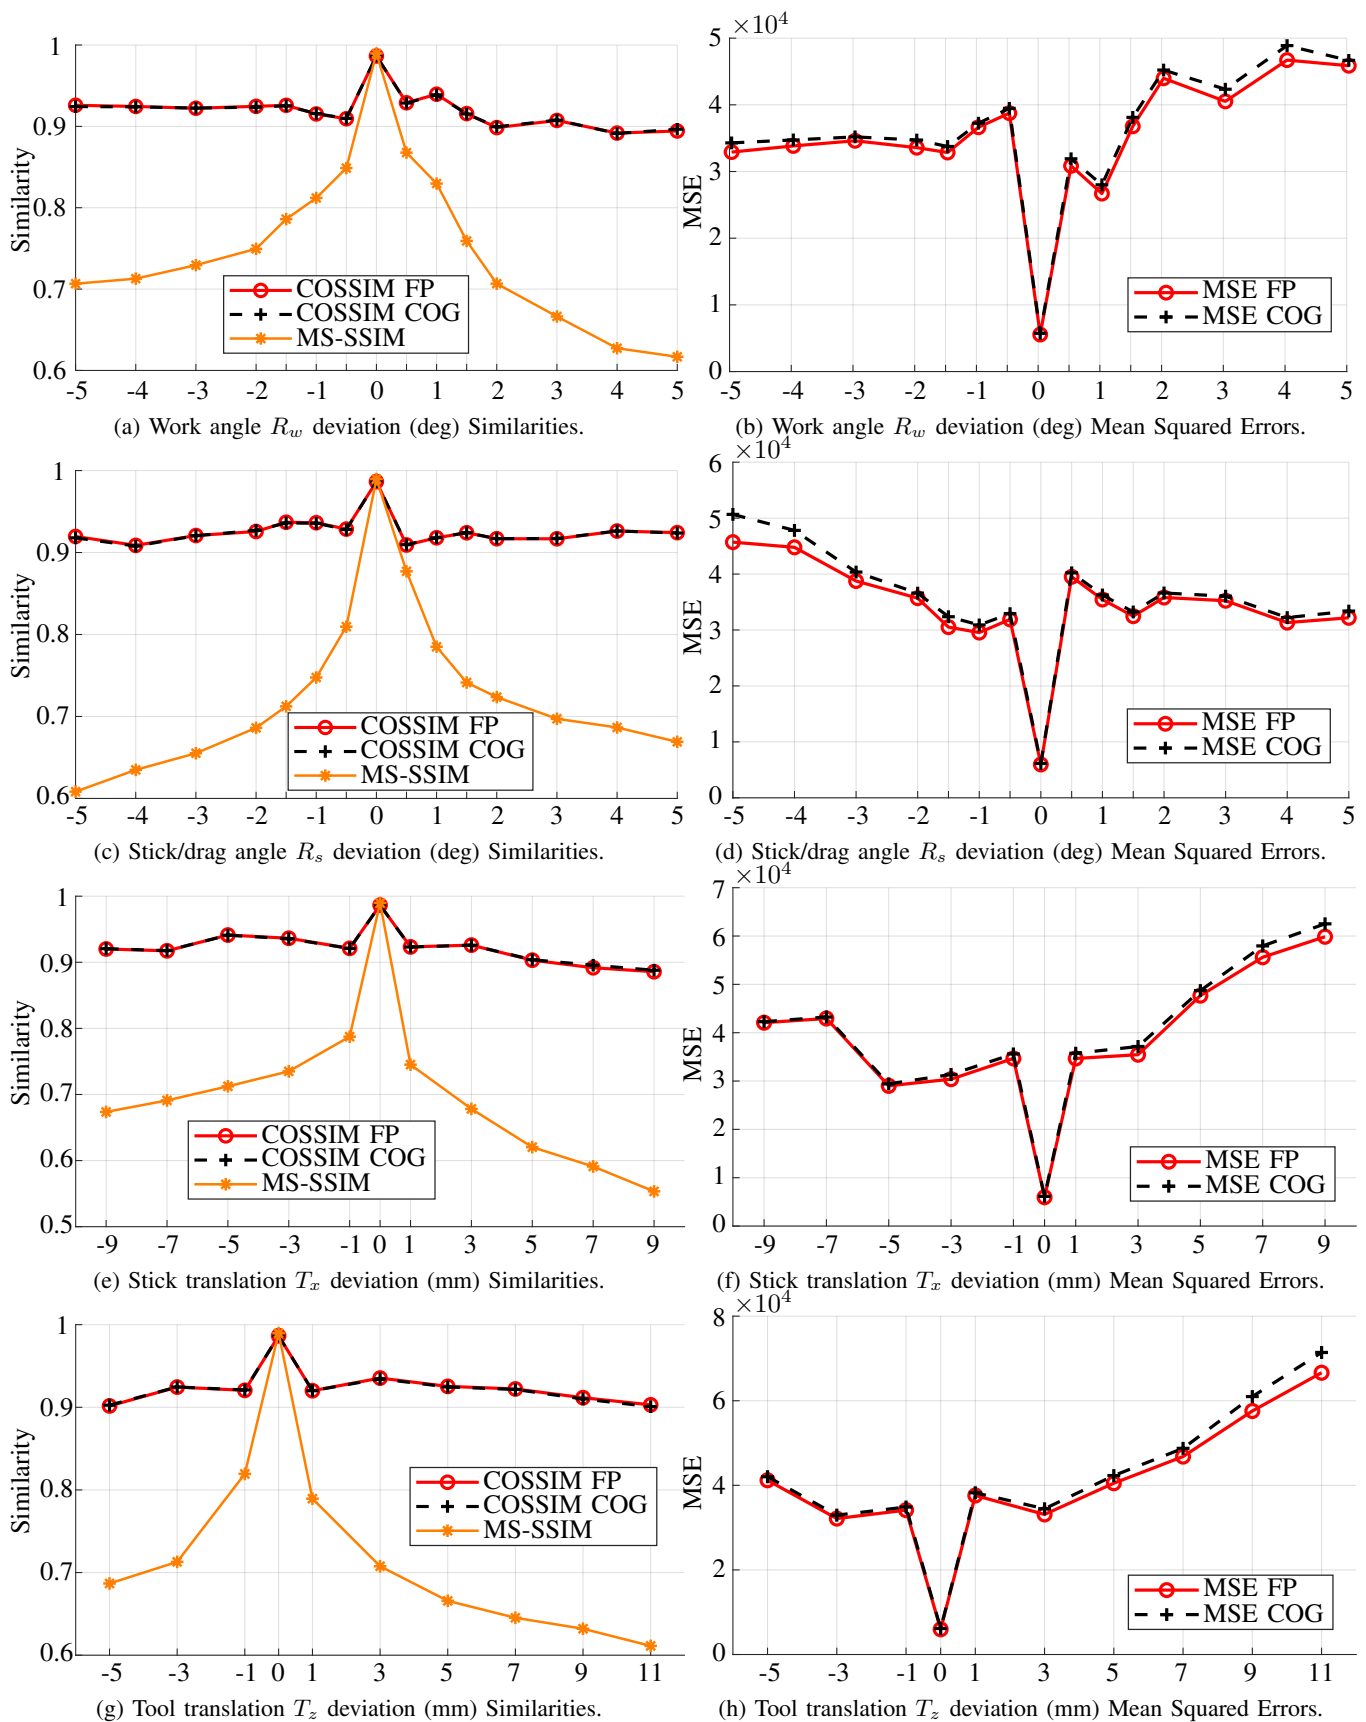 1
0.9
0.8
0.7
0.6
Similarity
COSSIM FP
COSSIM COG
MS-SSIM
-5 -4 -3 -2 -1 0 1 2 3 4 5
(a) Work angle R_w deviation (deg) Similarities.
×10^4
5
4
3
2
1
0
MSE
MSE FP
MSE COG
-5 -4 -3 -2 -1 0 1 2 3 4 5
(b) Work angle R_w deviation (deg) Mean Squared Errors.
1
0.9
0.8
0.7
0.6
Similarity
COSSIM FP
COSSIM COG
MS-SSIM
-5 -4 -3 -2 -1 0 1 2 3 4 5
(c) Stick/drag angle R_s deviation (deg) Similarities.
×10^4
6
5
4
3
2
1
0
MSE
MSE FP
MSE COG
-5 -4 -3 -2 -1 0 1 2 3 4 5
(d) Stick/drag angle R_s deviation (deg) Mean Squared Errors.
1
0.9
0.8
0.7
0.6
0.5
Similarity
COSSIM FP
COSSIM COG
MS-SSIM
-9 -7 -5 -3 -1 0 1 3 5 7 9
(e) Stick translation T_x deviation (mm) Similarities.
×10^4
7
6
5
4
3
2
1
0
MSE
MSE FP
MSE COG
-9 -7 -5 -3 -1 0 1 3 5 7 9
(f) Stick translation T_x deviation (mm) Mean Squared Errors.
1
0.9
0.8
0.7
0.6
Similarity
COSSIM FP
COSSIM COG
MS-SSIM
-5 -3 -1 0 1 3 5 7 9 11
(g) Tool translation T_z deviation (mm) Similarities.
×10^4
8
6
4
2
0
MSE
MSE FP
MSE COG
-5 -3 -1 0 1 3 5 7 9 11
(h) Tool translation T_z deviation (mm) Mean Squared Errors.